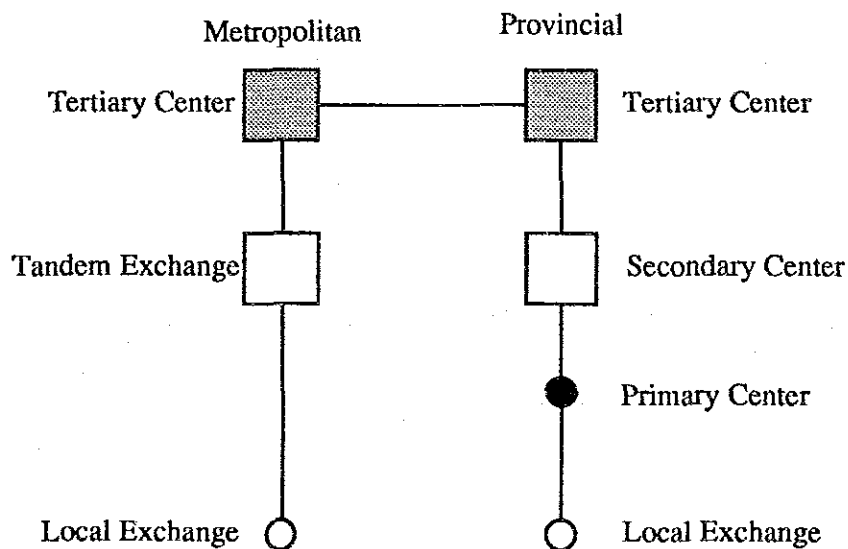 Metropolitan Provincial
Tertiary Center Tertiary Center
Tandem Exchange Secondary Center
Primary Center
Local Exchange Local Exchange